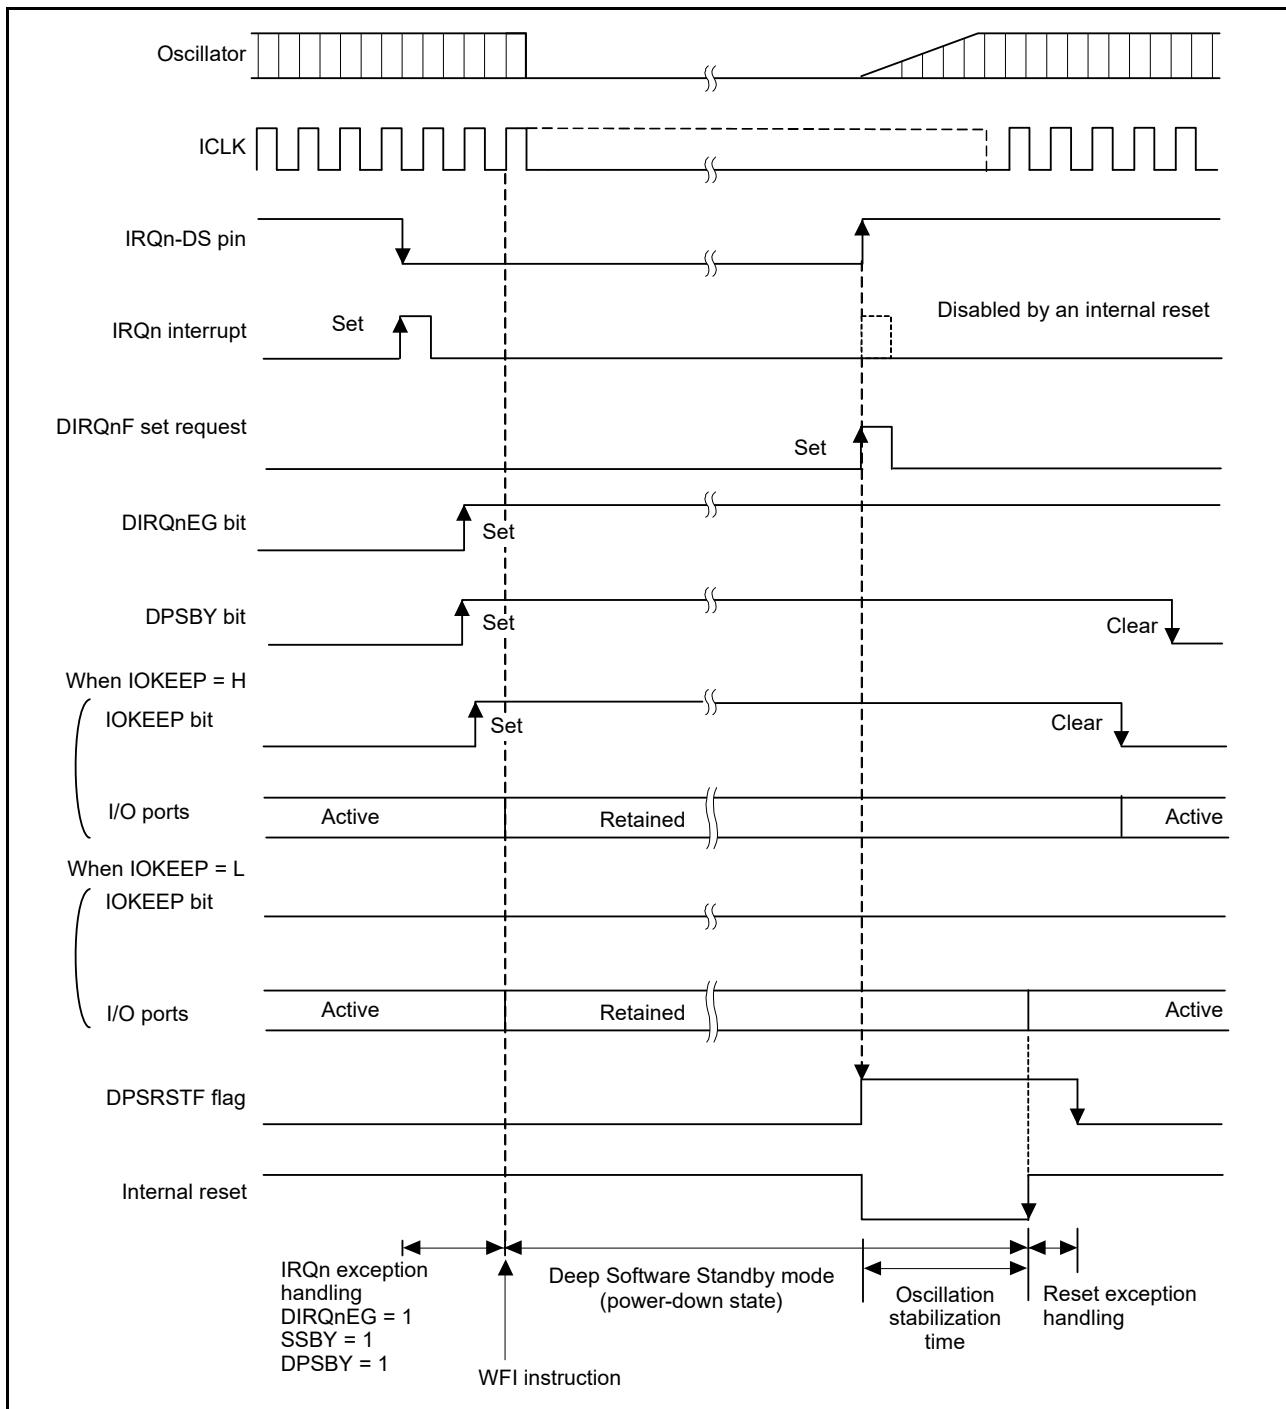 Oscillator
ICLK
IRQn-DS pin
IRQn interrupt
Set
Disabled by an internal reset
DIRQnF set request
Set
DIRQnEG bit
Set
DPSBY bit
Set
Clear
When IOKEEP = H
IOKEEP bit
Set
Clear
I/O ports
Active
Retained
Active
When IOKEEP = L
IOKEEP bit
I/O ports
Active
Retained
Active
DPSRSTF flag
Internal reset
IRQn exception
handling
DIRQnEG = 1
SSBY = 1
DPSBY = 1
WFI instruction
Deep Software Standby mode
(power-down state)
Oscillation
stabilization
time
Reset exception
handling